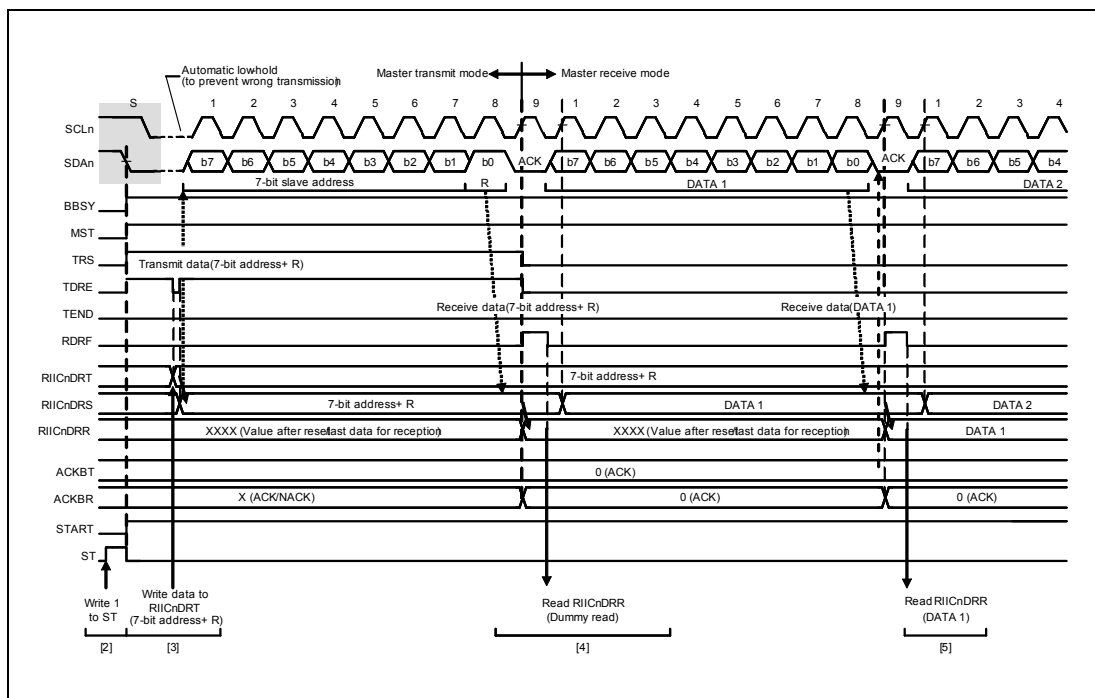 Automatic low-hold
(to prevent wrong transmission)
Master transmit mode
Master receive mode
S 1 2 3 4 5 6 7 8 9 1 2 3 4 5 6 7 8 9 1 2 3 4
SCLn
SDAn b7 b6 b5 b4 b3 b2 b1 b0 ACK b7 b6 b5 b4 b3 b2 b1 b0 ACK b7 b6 b5 b4
7-bit slave address R DATA 1 DATA 2
BBSY
MST
TRS
Transmit data(7-bit address+ R)
TDRE
TEND
Receive data(7-bit address+ R) Receive data(DATA 1)
RDRF
RIICnDRT 7-bit address+ R
RIICnDRS 7-bit address+ R DATA 1 DATA 2
RIICnDRR XXXX (Value after reset/last data for reception) XXXX (Value after reset/last data for reception) DATA 1
ACKBT 0 (ACK)
ACKBR X (ACK/NACK) 0 (ACK) 0 (ACK)
START
ST
Write 1
to ST
Write data to
RIICnDRT
(7-bit address+ R)
Read RIICnDRR
(Dummy read)
Read RIICnDRR
(DATA 1)
[2] [3] [4] [5]